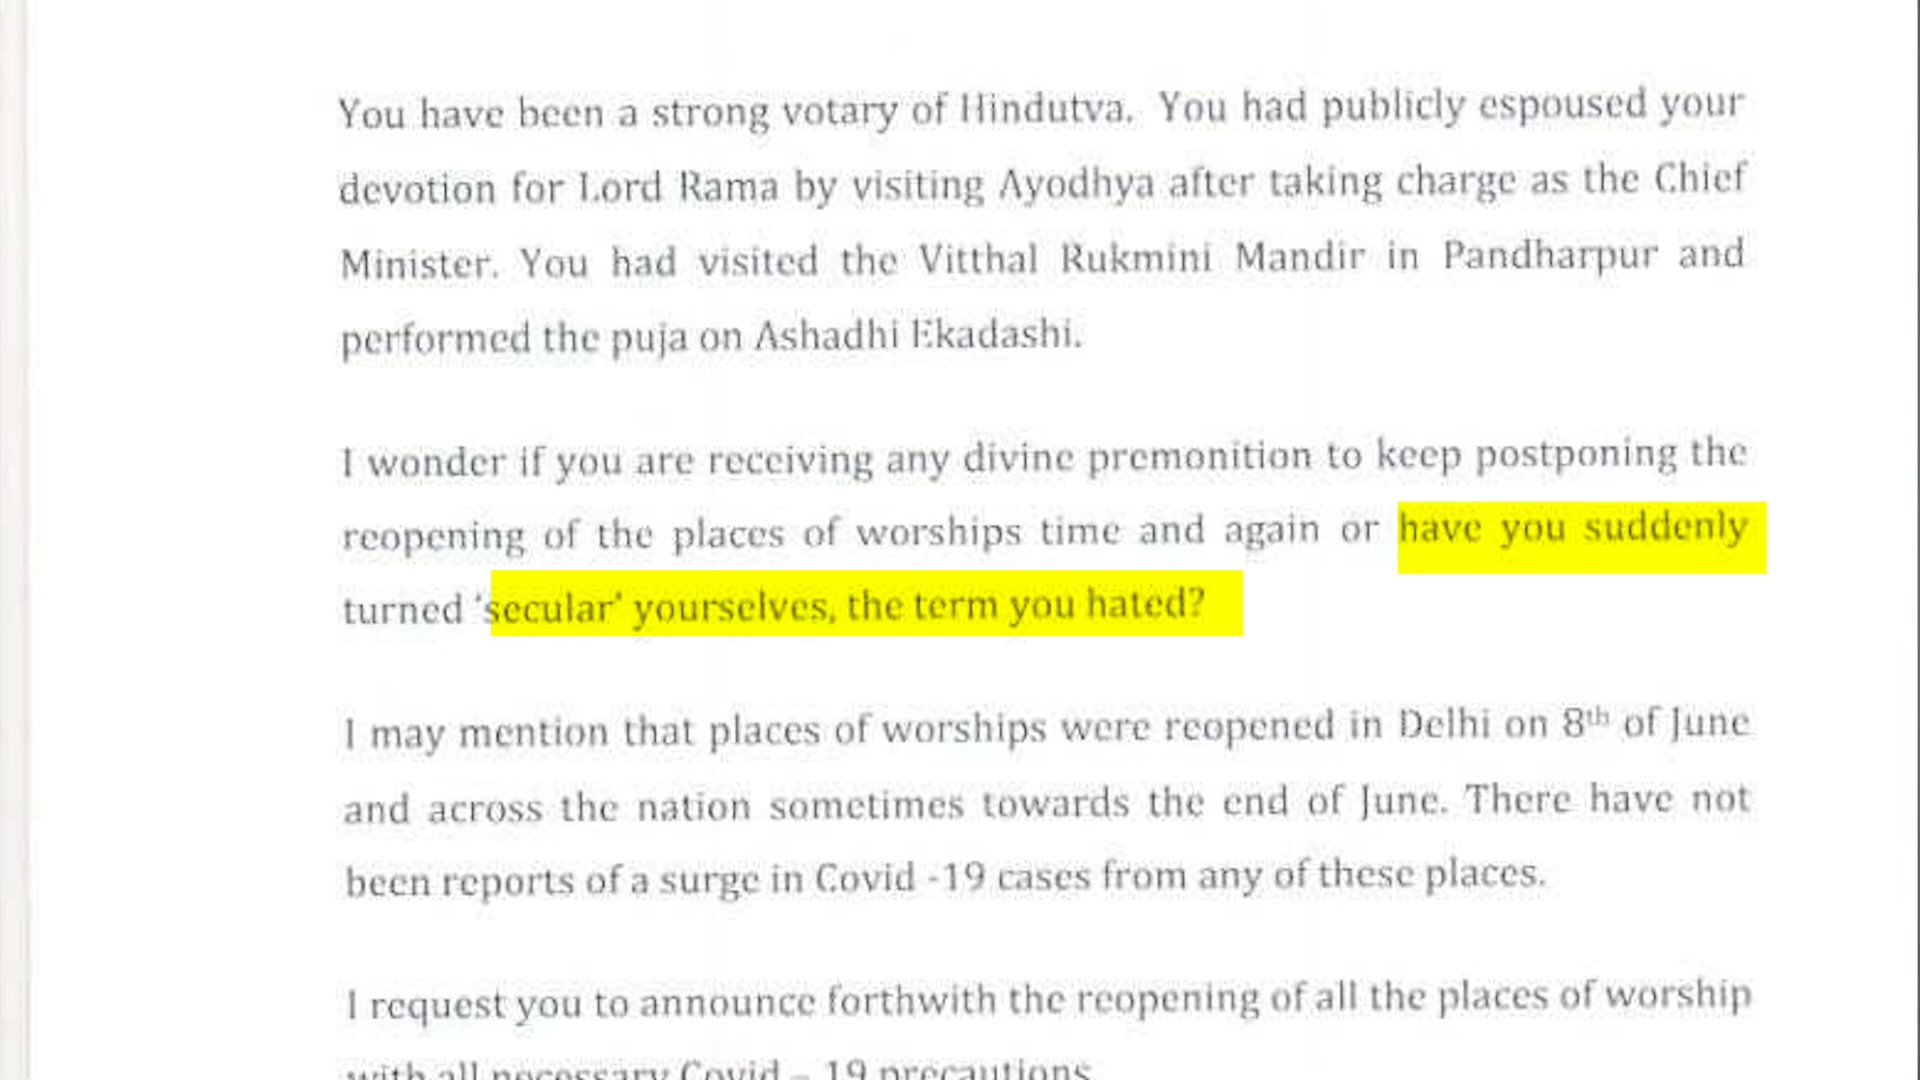 You have been a strong votary of Hindutva. You had publicly espoused your
devotion for Lord Rama by visiting Ayodhya after taking charge as the Chief
Minister. You had visited the Vitthal Rukmini Mandir in Pandharpur and
performed the puja on Ashadhi Ekadashi.
I wonder if you are receiving any divine premonition to keep postponing the
reopening of the places of worships time and again or have you suddenly
turned 'secular' yourselves, the term you hated?
I may mention that places of worships were reopened in Delhi on 8th of June
and across the nation sometimes towards the end of June. There have not
been reports of a surge in Covid -19 cases from any of these places.
I request you to announce forthwith the reopening of all the places of worship
with all necessary Covid – 19 precautions